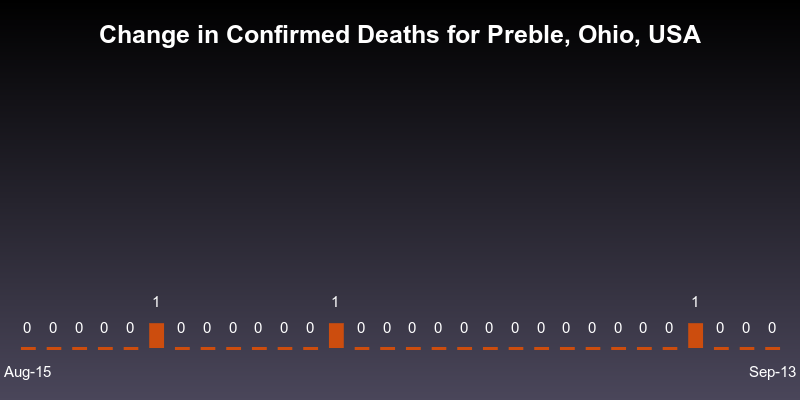 Change in Confirmed Deaths for Preble, Ohio, USA
1 1 1
0 0 0 0 0 0 0 0 0 0 0 0 0 0 0 0 0 0 0 0 0 0 0 0 0 0 0
Aug-15 Sep-13